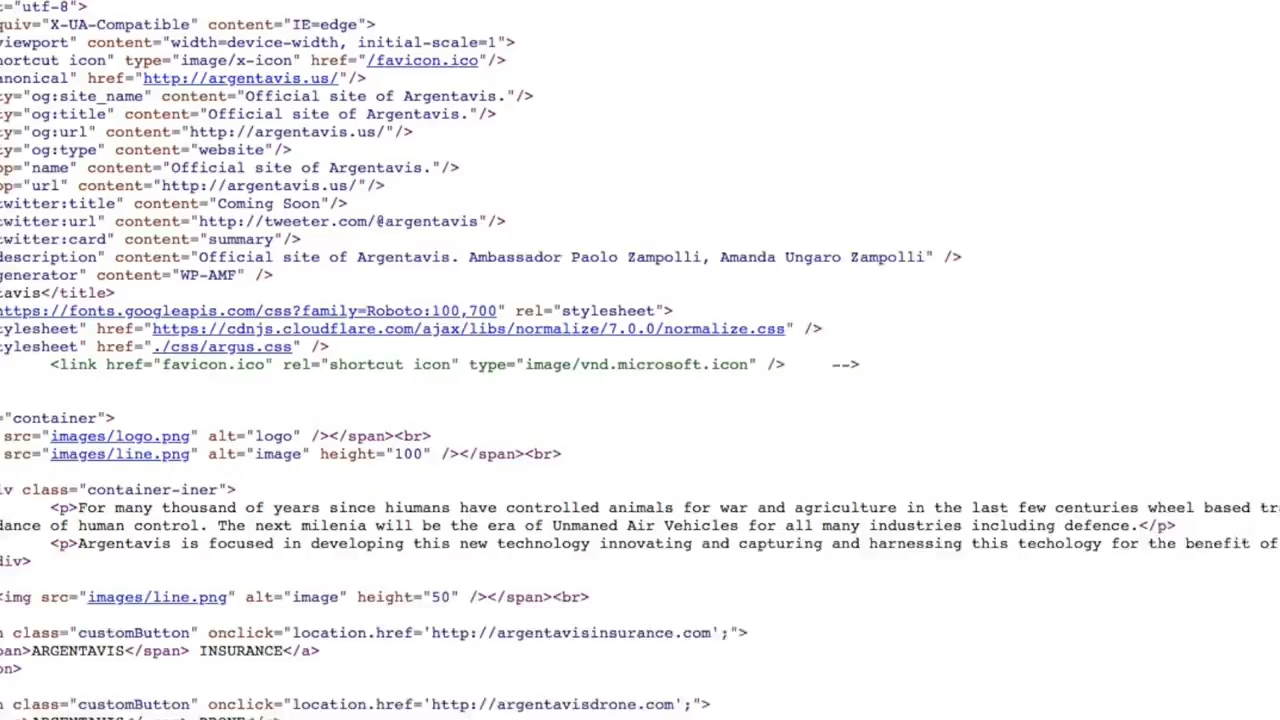 t="utf-8">
quiv="X-UA-Compatible" content="IE=edge">
viewport" content="width=device-width, initial-scale=1">
ortcut icon" type="image/x-icon" href="/favicon.ico"/>
anonical" href="http://argentavis.us/"/>
ty="og:site_name" content="Official site of Argentavis."/>
ty="og:title" content="Official site of Argentavis."/>
ty="og:url" content="http://argentavis.us/"/>
ty="og:type" content="website"/>
op="name" content="Official site of Argentavis."/>
op="url" content="http://argentavis.us/"/>
twitter:title" content="Coming Soon"/>
twitter:url" content="http://tweeter.com/@argentavis"/>
twitter:card" content="summary"/>
description" content="Official site of Argentavis. Ambassador Paolo Zampolli, Amanda Ungaro Zampolli" />
generator" content="WP-AMF" />
tavis</title>
https://fonts.googleapis.com/css?family=Roboto:100,700" rel="stylesheet">
tylesheet" href="https://cdnjs.cloudflare.com/ajax/libs/normalize/7.0.0/normalize.css" />
tylesheet" href="./css/argus.css" />
<link href="favicon.ico" rel="shortcut icon" type="image/vnd.microsoft.icon" /> -->
="container">
src="images/logo.png" alt="logo" /></span><br>
src="images/line.png" alt="image" height="100" /></span><br>
iv class="container-iner">
<p>For many thousand of years since hiumans have controlled animals for war and agriculture in the last few centuries wheel based tr
dance of human control. The next milenia will be the era of Unmaned Air Vehicles for all many industries including defence.</p>
<p>Argentavis is focused in developing this new technology innovating and capturing and harnessing this techology for the benefit of
div>
<img src="images/line.png" alt="image" height="50" /></span><br>
n class="customButton" onclick="location.href='http://argentavisinsurance.com';">
pan>ARGENTAVIS</span> INSURANCE</a>
on>
n class="customButton" onclick="location.href='http://argentavisdrone.com';">